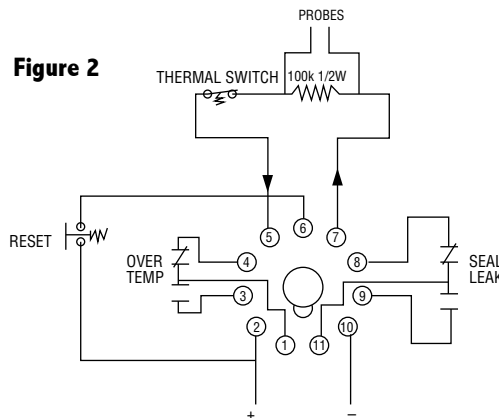 PROBES
Figure 2
THERMAL SWITCH
100k 1/2W
6
5
7
RESET
OVER
TEMP
4
8
SEAL
LEAK
3
9
2
10
1
11
+
−